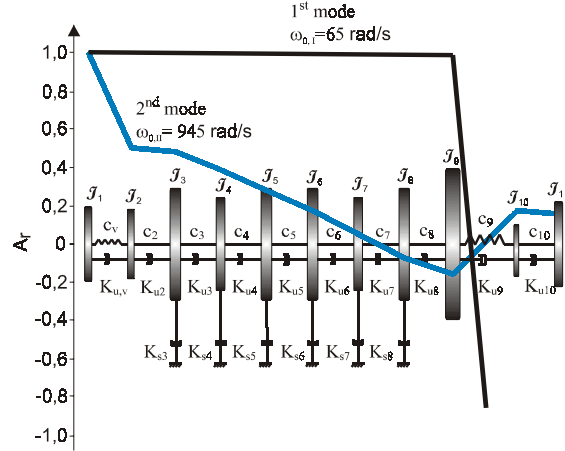 1st mode
ω0,I=65 rad/s
2nd mode
ω0,II= 945 rad/s
Ar
1,0
0,8
0,6
0,4
0,2
0
-0,2
-0,4
-0,6
-0,8
-1,0
J1 J2 J3 J4 J5 J6 J7 J8 J9 J10 J1
cv c2 c3 c4 c5 c6 c7 c8 c9 c10
Ku,v Ku2 Ku3 Ku4 Ku5 Ku6 Ku7 Ku8 Ku9 Ku10
Ks3 Ks4 Ks5 Ks6 Ks7 Ks8